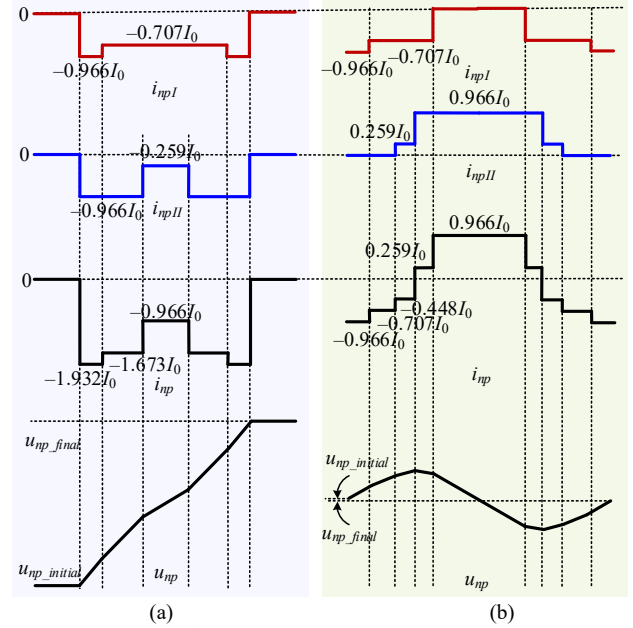 0
−0.707I0
−0.966I0
inpI
0
−0.259I0
−0.966I0
inpII
0
−0.966I0
−1.673I0
−1.932I0
inp
unp_final
unp_initial
unp
(a)
−0.966I0
−0.707I0
inpI
0.966I0
0.259I0
inpII
0.966I0
0.259I0
−0.448I0
−0.707I0
−0.966I0
inp
unp_initial
unp_final
unp
(b)